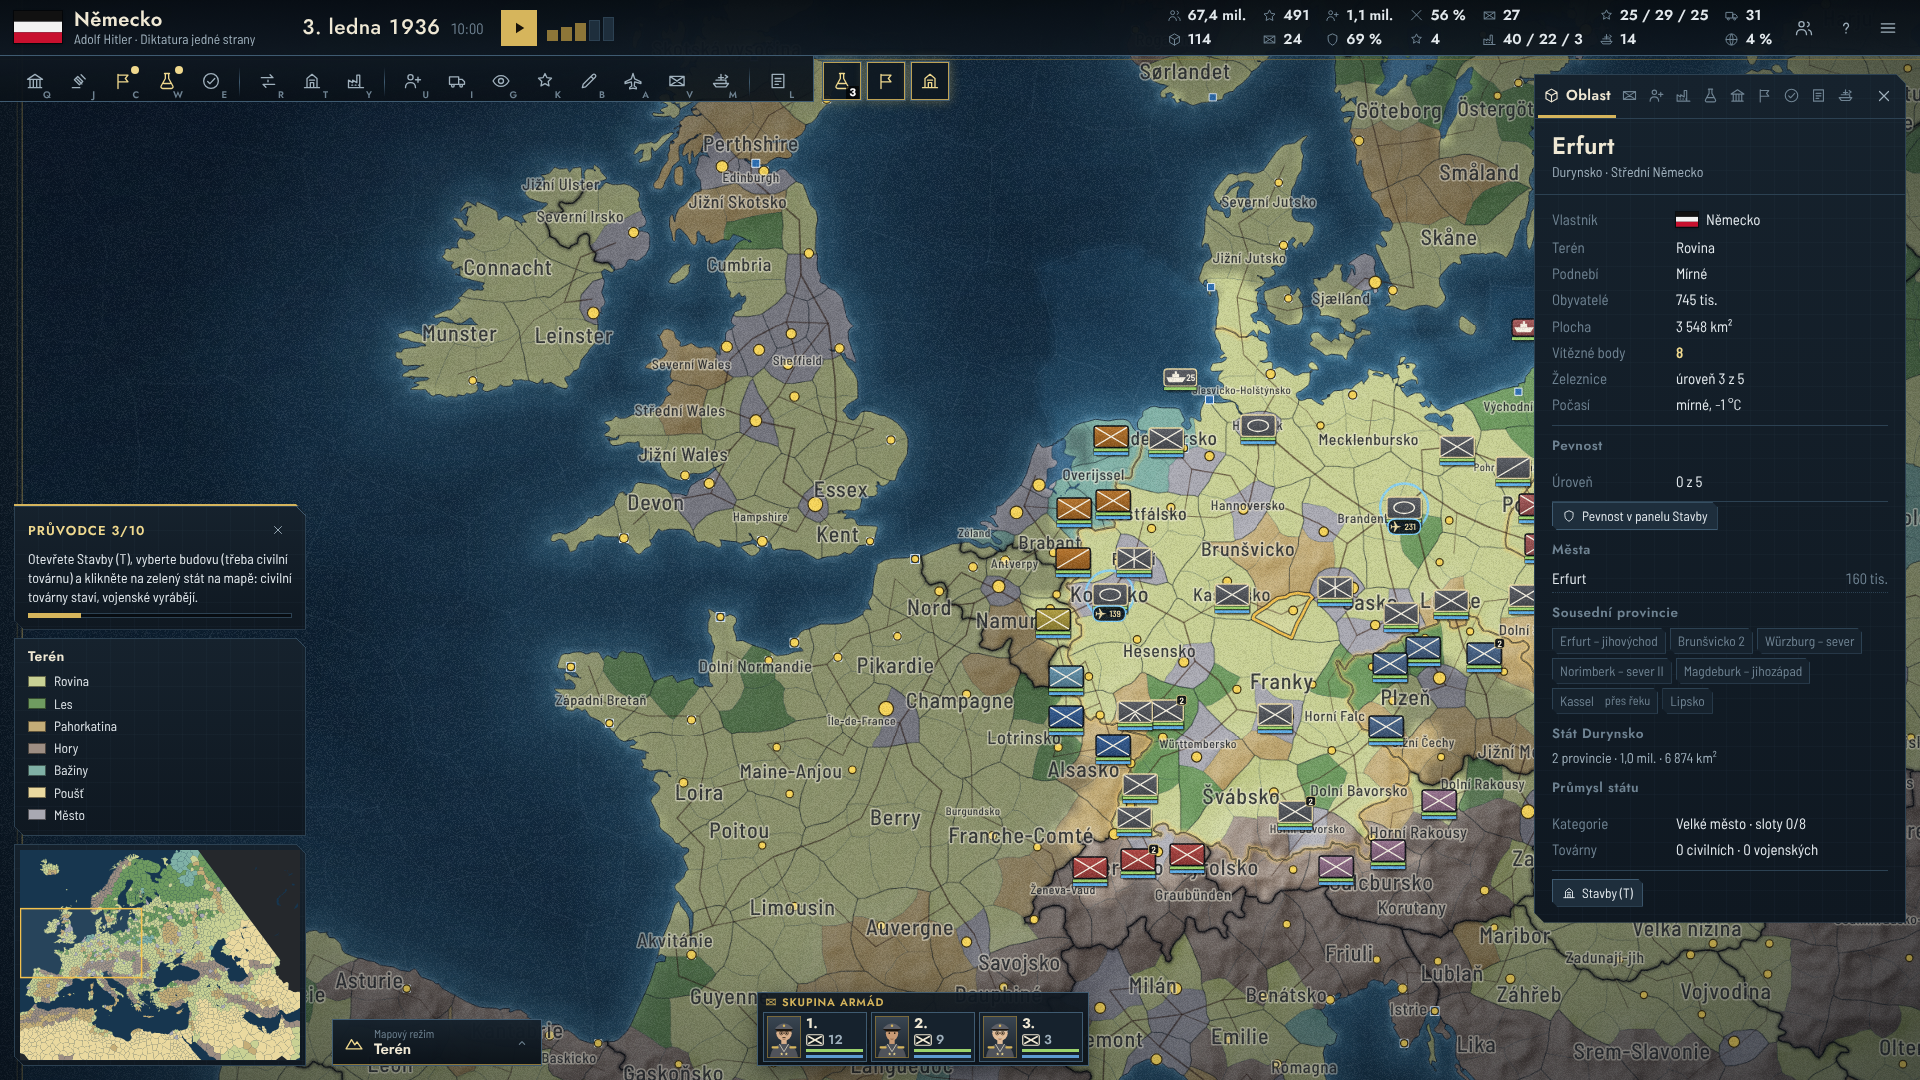 Německo
Adolf Hitler · Diktatura jedné strany
3. ledna 1936 10:00
67,4 mil. 491 1,1 mil. 56 % 27 25 / 29 / 25 31
114 24 69 % 4 40 / 22 / 3 14 4 %
Q J C W E R T Y U I G K B A V M L
3
PRŮVODCE 3/10
Otevřete Stavby (T), vyberte budovu (třeba civilní
továrnu) a klikněte na zelený stát na mapě: civilní
továrny staví, vojenské vyrábějí.
Terén
Rovina
Les
Pahorkatina
Hory
Bažiny
Poušť
Město
Mapový režim
Terén
SKUPINA ARMÁD
1. 12
2. 9
3. 3
Oblast
Erfurt
Durynsko · Střední Německo
Vlastník Německo
Terén Rovina
Podnebí Mírné
Obyvatelé 745 tis.
Plocha 3 548 km²
Vítězné body 8
Železnice úroveň 3 z 5
Počasí mírné, -1 °C
Pevnost
Úroveň 0 z 5
Pevnost v panelu Stavby
Města
Erfurt 160 tis.
Sousední provincie
Erfurt – jihovýchod Brunšvicko 2 Würzburg – sever
Norimberk – sever II Magdeburk – jihozápad
Kassel přes řeku Lipsko
Stát Durynsko
2 provincie · 1,0 mil. · 6 874 km²
Průmysl státu
Kategorie Velké město · sloty 0/8
Továrny 0 civilních · 0 vojenských
Stavby (T)
Sørlandet
Göteborg
Perthshire
Edinburgh
Jižní Ulster
Jižní Skotsko
Severní Irsko
Småland
Severní Jutsko
Skåne
Connacht
Cumbria
Jižní Jutsko
Sjælland
Munster
Leinster
Severní Wales
Sheffield
25
Střední Wales
Mecklenbursko
Jižní Wales
Overijssel
Devon
Essex
Hampshire
Kent
Hannoversko
231
Zéland
Brabant
Antverpy
Brunšvicko
139
Nord
Namur
Hesensko
Dolní Normandie
Pikardie
Západní Bretaň
Champagne
Franky
Plzeň
Île-de-France
Horní Falc
2
2
Lotrinsko
Württembersko
Alsasko
Maine-Anjou
Loira
Švábsko
Dolní Bavorsko
Dolní Rakousy
2
Burgundsko
Poitou
Berry
Franche-Comté
Horní Rakousy
2
Ženeva-Vaud
Graubünden
Limousin
Korutany
Auvergne
Akvitánie
Savojsko
Friuli
Maribor
Velká nížina
Zadunají-jih
Lublaň
Asturie
Guyenn
Milán
Benátsko
Záhřeb
Vojvodina
Istrie
Emilie
Lika
Srem-Slavonie
Baskicko
Gaskoňsko
Romagna